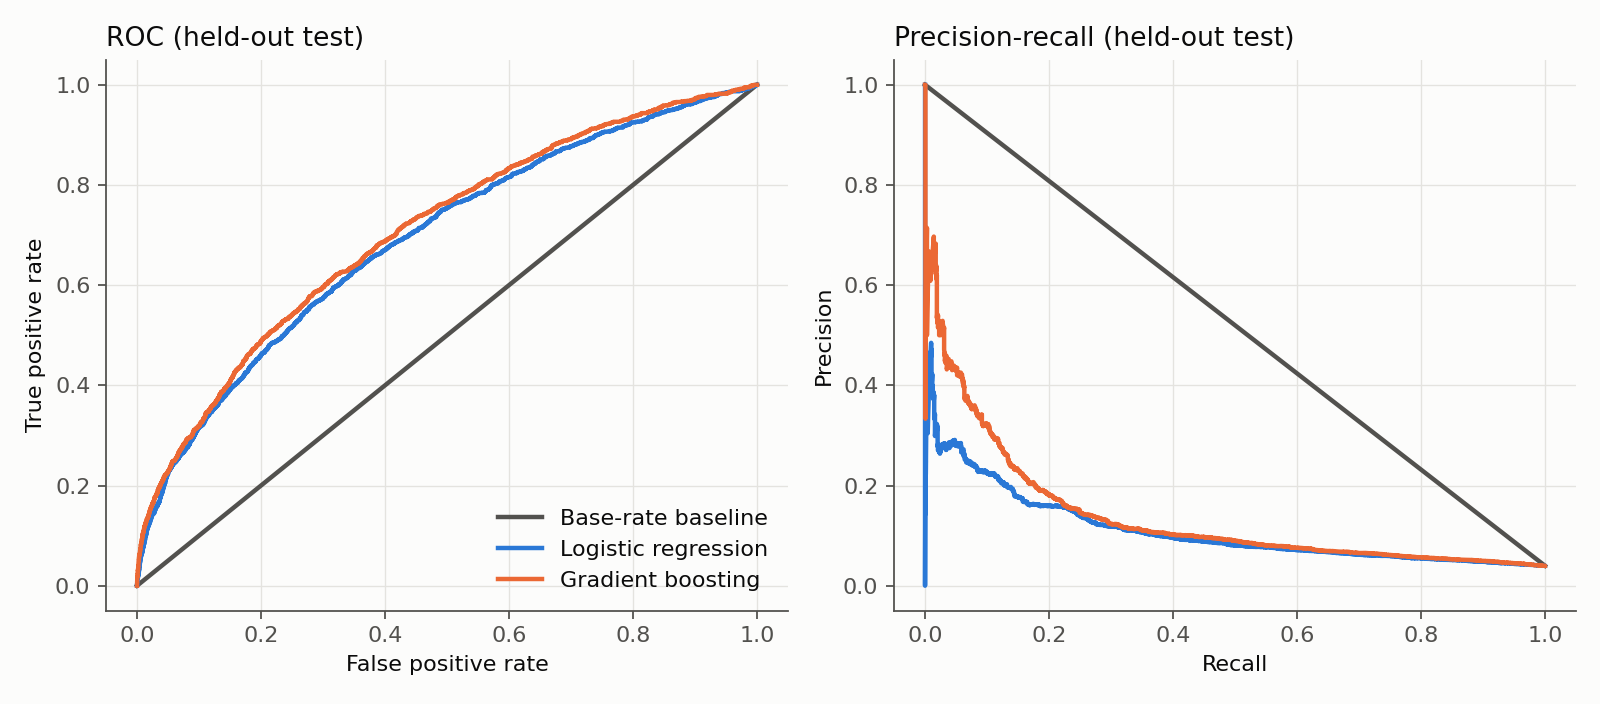 ROC (held-out test)
True positive rate
1.0
0.8
0.6
0.4
0.2
0.0
Base-rate baseline
Logistic regression
Gradient boosting
0.0 0.2 0.4 0.6 0.8 1.0
False positive rate
Precision-recall (held-out test)
Precision
1.0
0.8
0.6
0.4
0.2
0.0
0.0 0.2 0.4 0.6 0.8 1.0
Recall